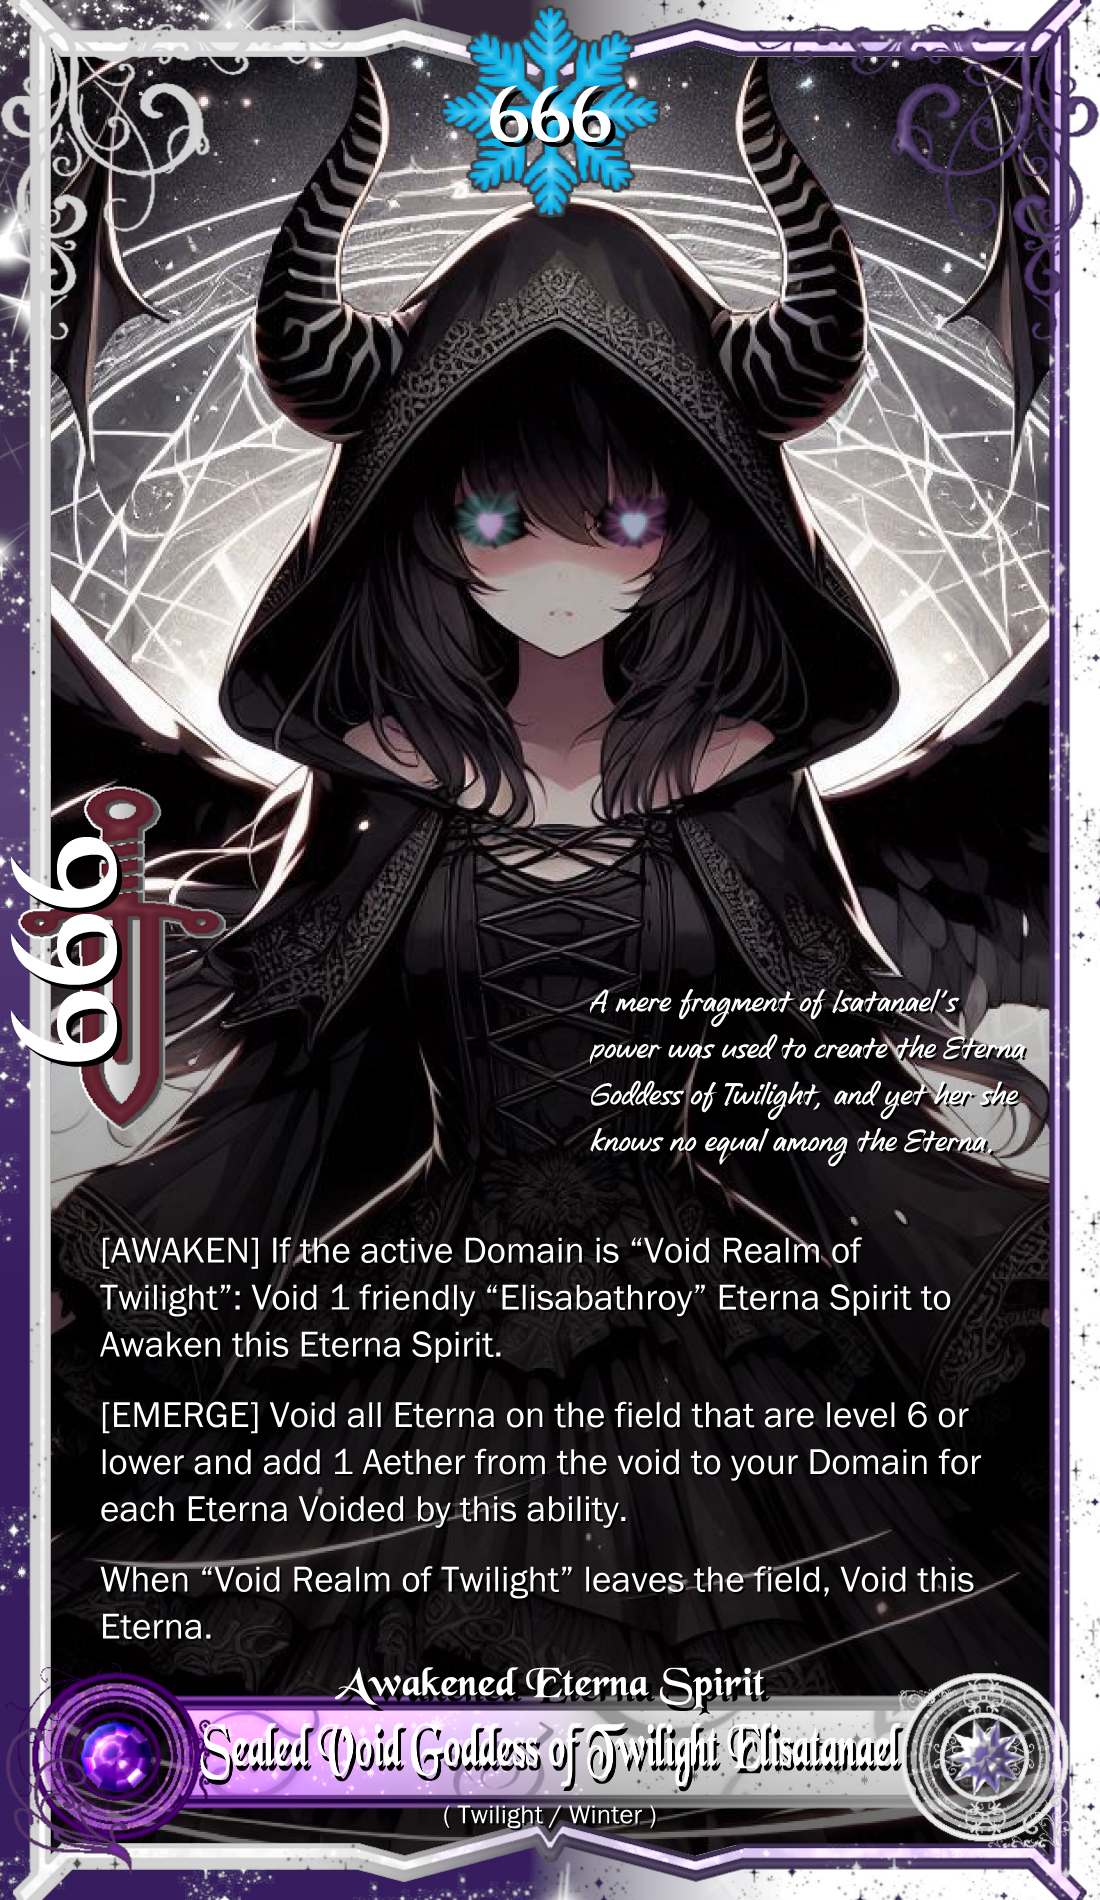 666
666
A mere fragment of Isatanael's
power was used to create the Eterna
Goddess of Twilight, and yet her she
knows no equal among the Eterna.
[AWAKEN] If the active Domain is “Void Realm of
Twilight”: Void 1 friendly “Elisabathroy” Eterna Spirit to
Awaken this Eterna Spirit.
[EMERGE] Void all Eterna on the field that are level 6 or
lower and add 1 Aether from the void to your Domain for
each Eterna Voided by this ability.
When “Void Realm of Twilight” leaves the field, Void this
Eterna.
Awakened Eterna Spirit
Sealed Void Goddess of Twilight Elisatanael
( Twilight / Winter )